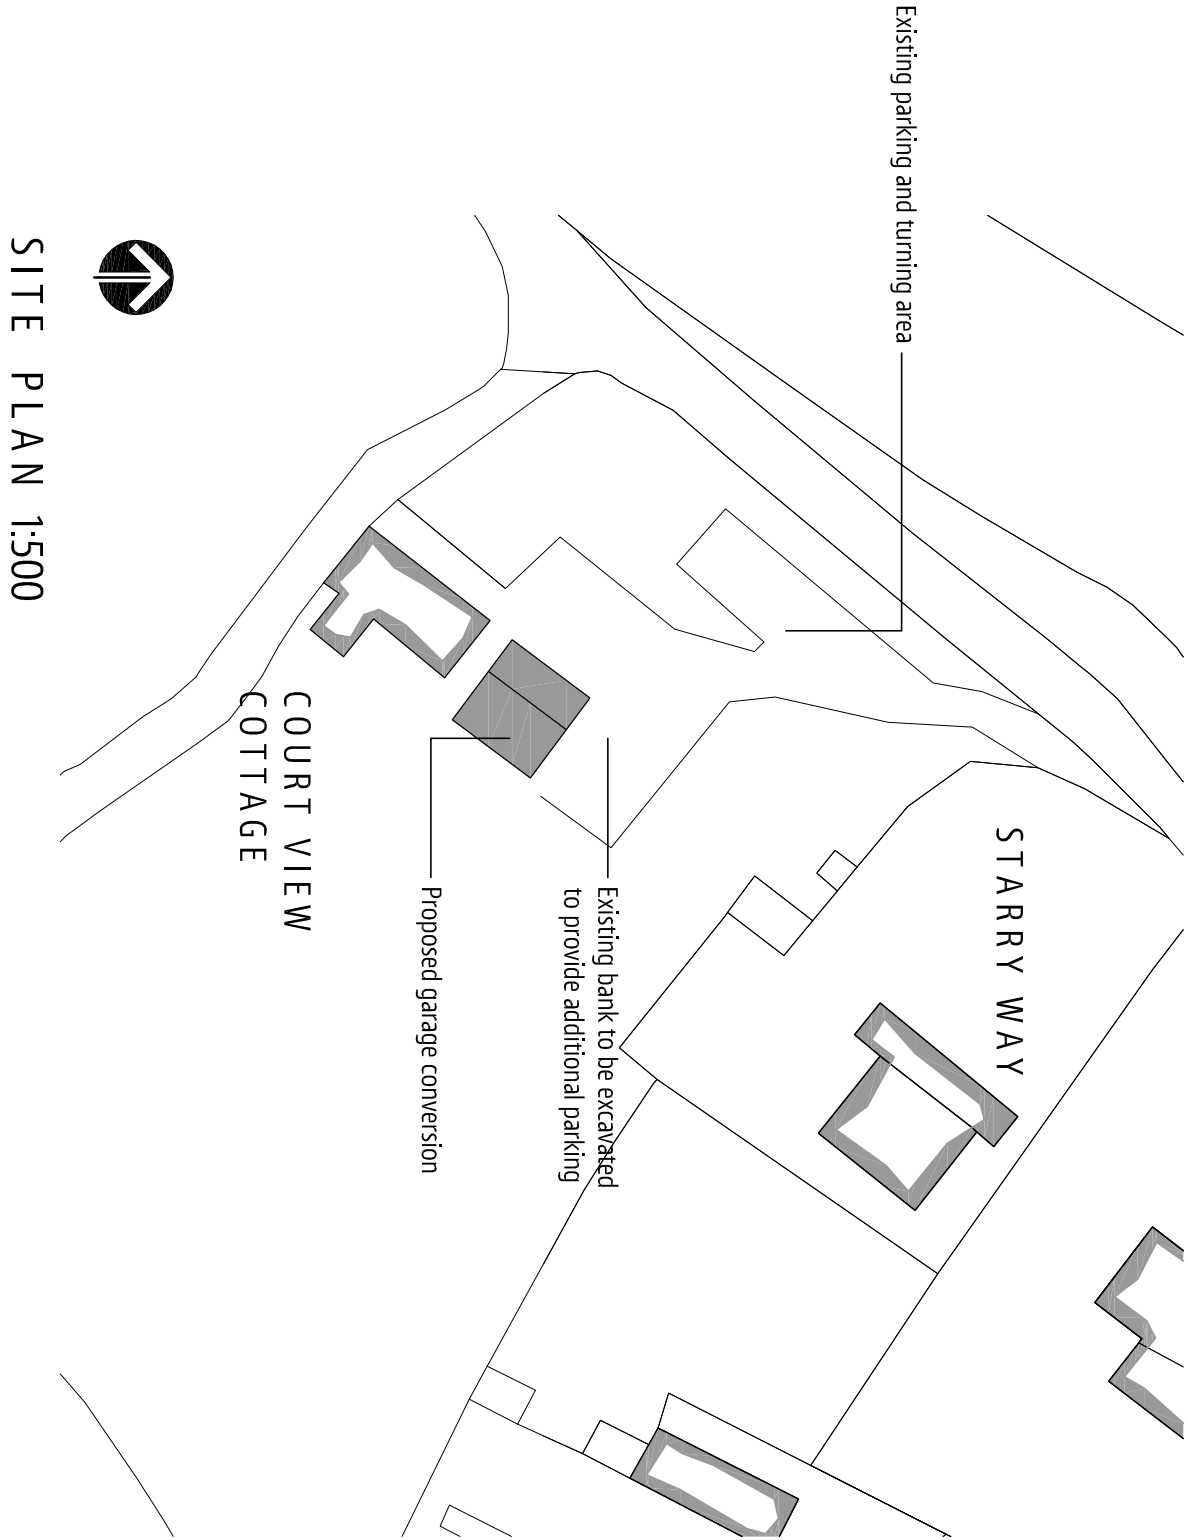 Existing parking and turning area
STARRY WAY
Existing bank to be excavated
to provide additional parking
Proposed garage conversion
COURT VIEW
COTTAGE
SITE PLAN 1:500